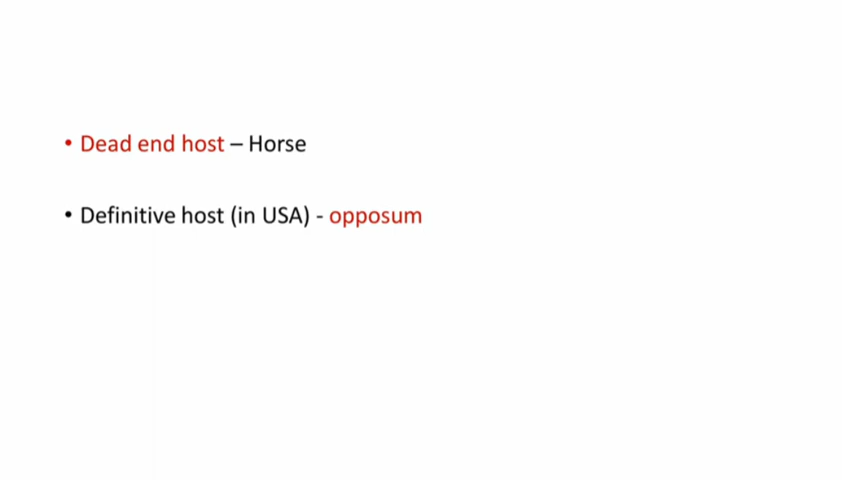 • Dead end host – Horse
• Definitive host (in USA) - opposum